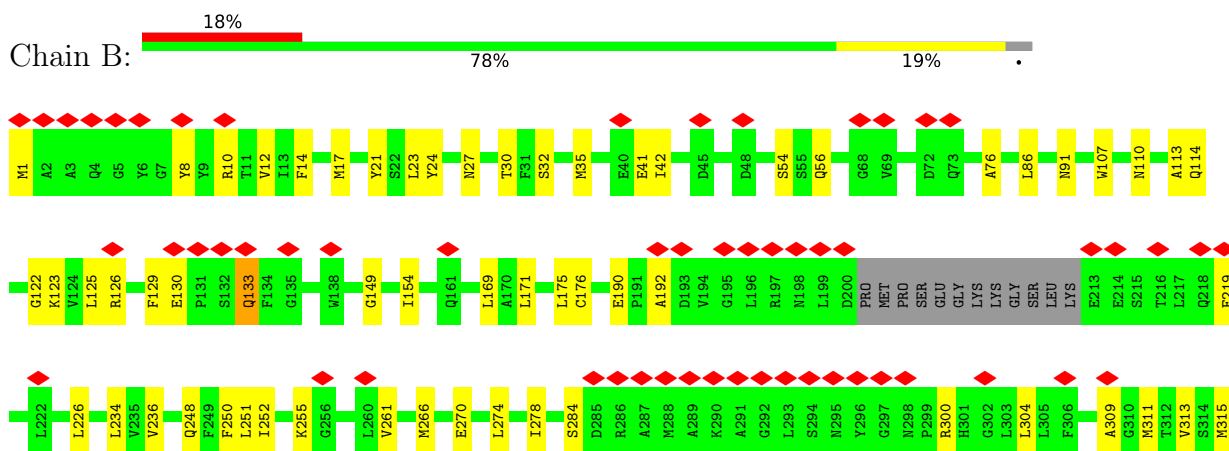 18%
Chain B:
78% 19% •
M1 A2 A3 Q4 G5 Y6 G7 Y8 Y9 R10 T11 V12 I13 F14 M17 Y21 S22 L23 Y24 N27 T30 F31 S32 M35 E40 E41 I42 D45 D48 S54 S55 Q56 G68 V69 D72 Q73 A76 L86 N91 W107 N110 A113 Q114
G122 K123 V124 L125 R126 F129 E130 P131 S132 Q133 F134 G135 W138 G149 I154 Q161 L169 A170 L171 L175 C176 E190 P191 A192 D193 V194 G195 L196 R197 N198 L199 D200 PRO MET PRO SER GLU GLY LYS LYS GLY SER LEU LYS E213 E214 S215 T216 L217 Q218 E219
L222 L226 L234 V235 V236 Q248 F249 F250 L251 I252 K255 G256 L260 V261 M266 E270 L274 I278 S284 D285 R286 A287 M288 A289 K290 A291 G292 L293 S294 N295 Y296 G297 N298 P299 R300 H301 G302 L303 L304 L305 F306 A309 G310 M311 T312 V313 S314 M315